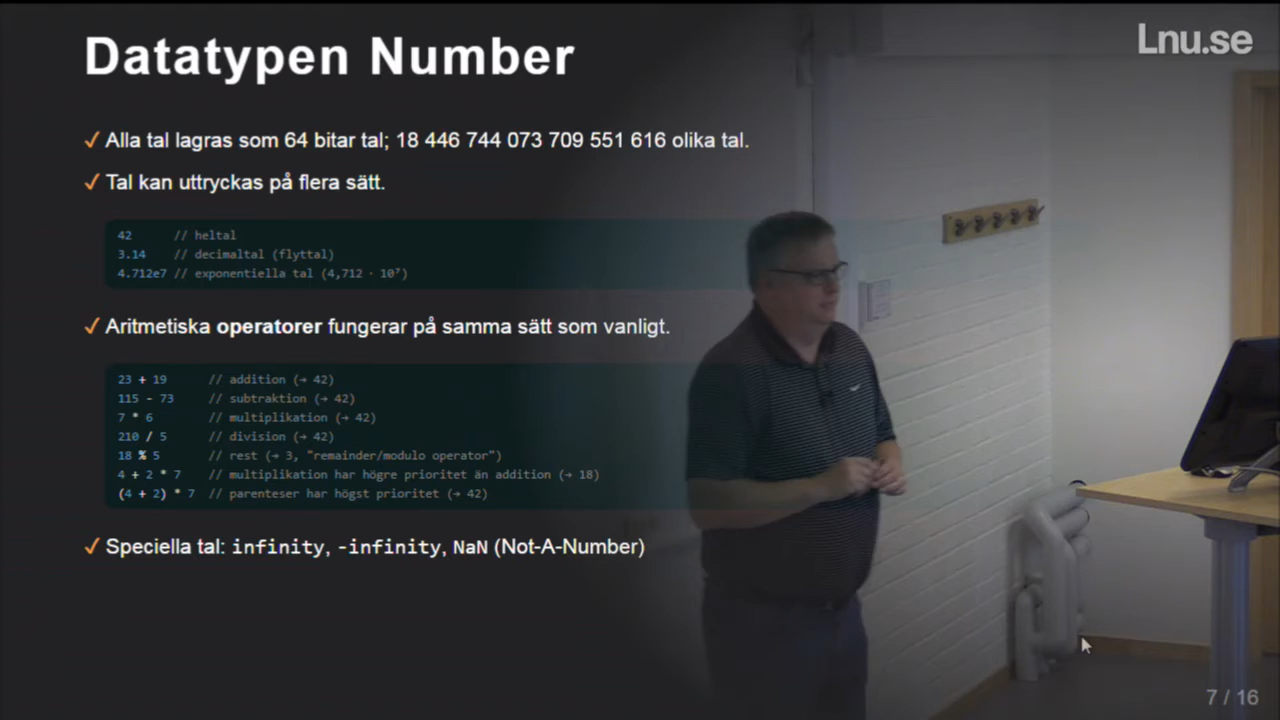 Datatypen Number
Lnu.se
✓ Alla tal lagras som 64 bitar tal; 18 446 744 073 709 551 616 olika tal.
✓ Tal kan uttryckas på flera sätt.
42 // heltal
3.14 // decimaltal (flyttal)
4.712e7 // exponentiella tal (4,712 · 10⁷)
✓ Aritmetiska operatorer fungerar på samma sätt som vanligt.
23 + 19 // addition (→ 42)
115 - 73 // subtraktion (→ 42)
7 * 6 // multiplikation (→ 42)
210 / 5 // division (→ 42)
18 % 5 // rest (→ 3, "remainder/modulo operator")
4 + 2 * 7 // multiplikation har högre prioritet än addition (→ 18)
(4 + 2) * 7 // parenteser har högst prioritet (→ 42)
✓ Speciella tal: infinity, -infinity, NaN (Not-A-Number)
7 / 16